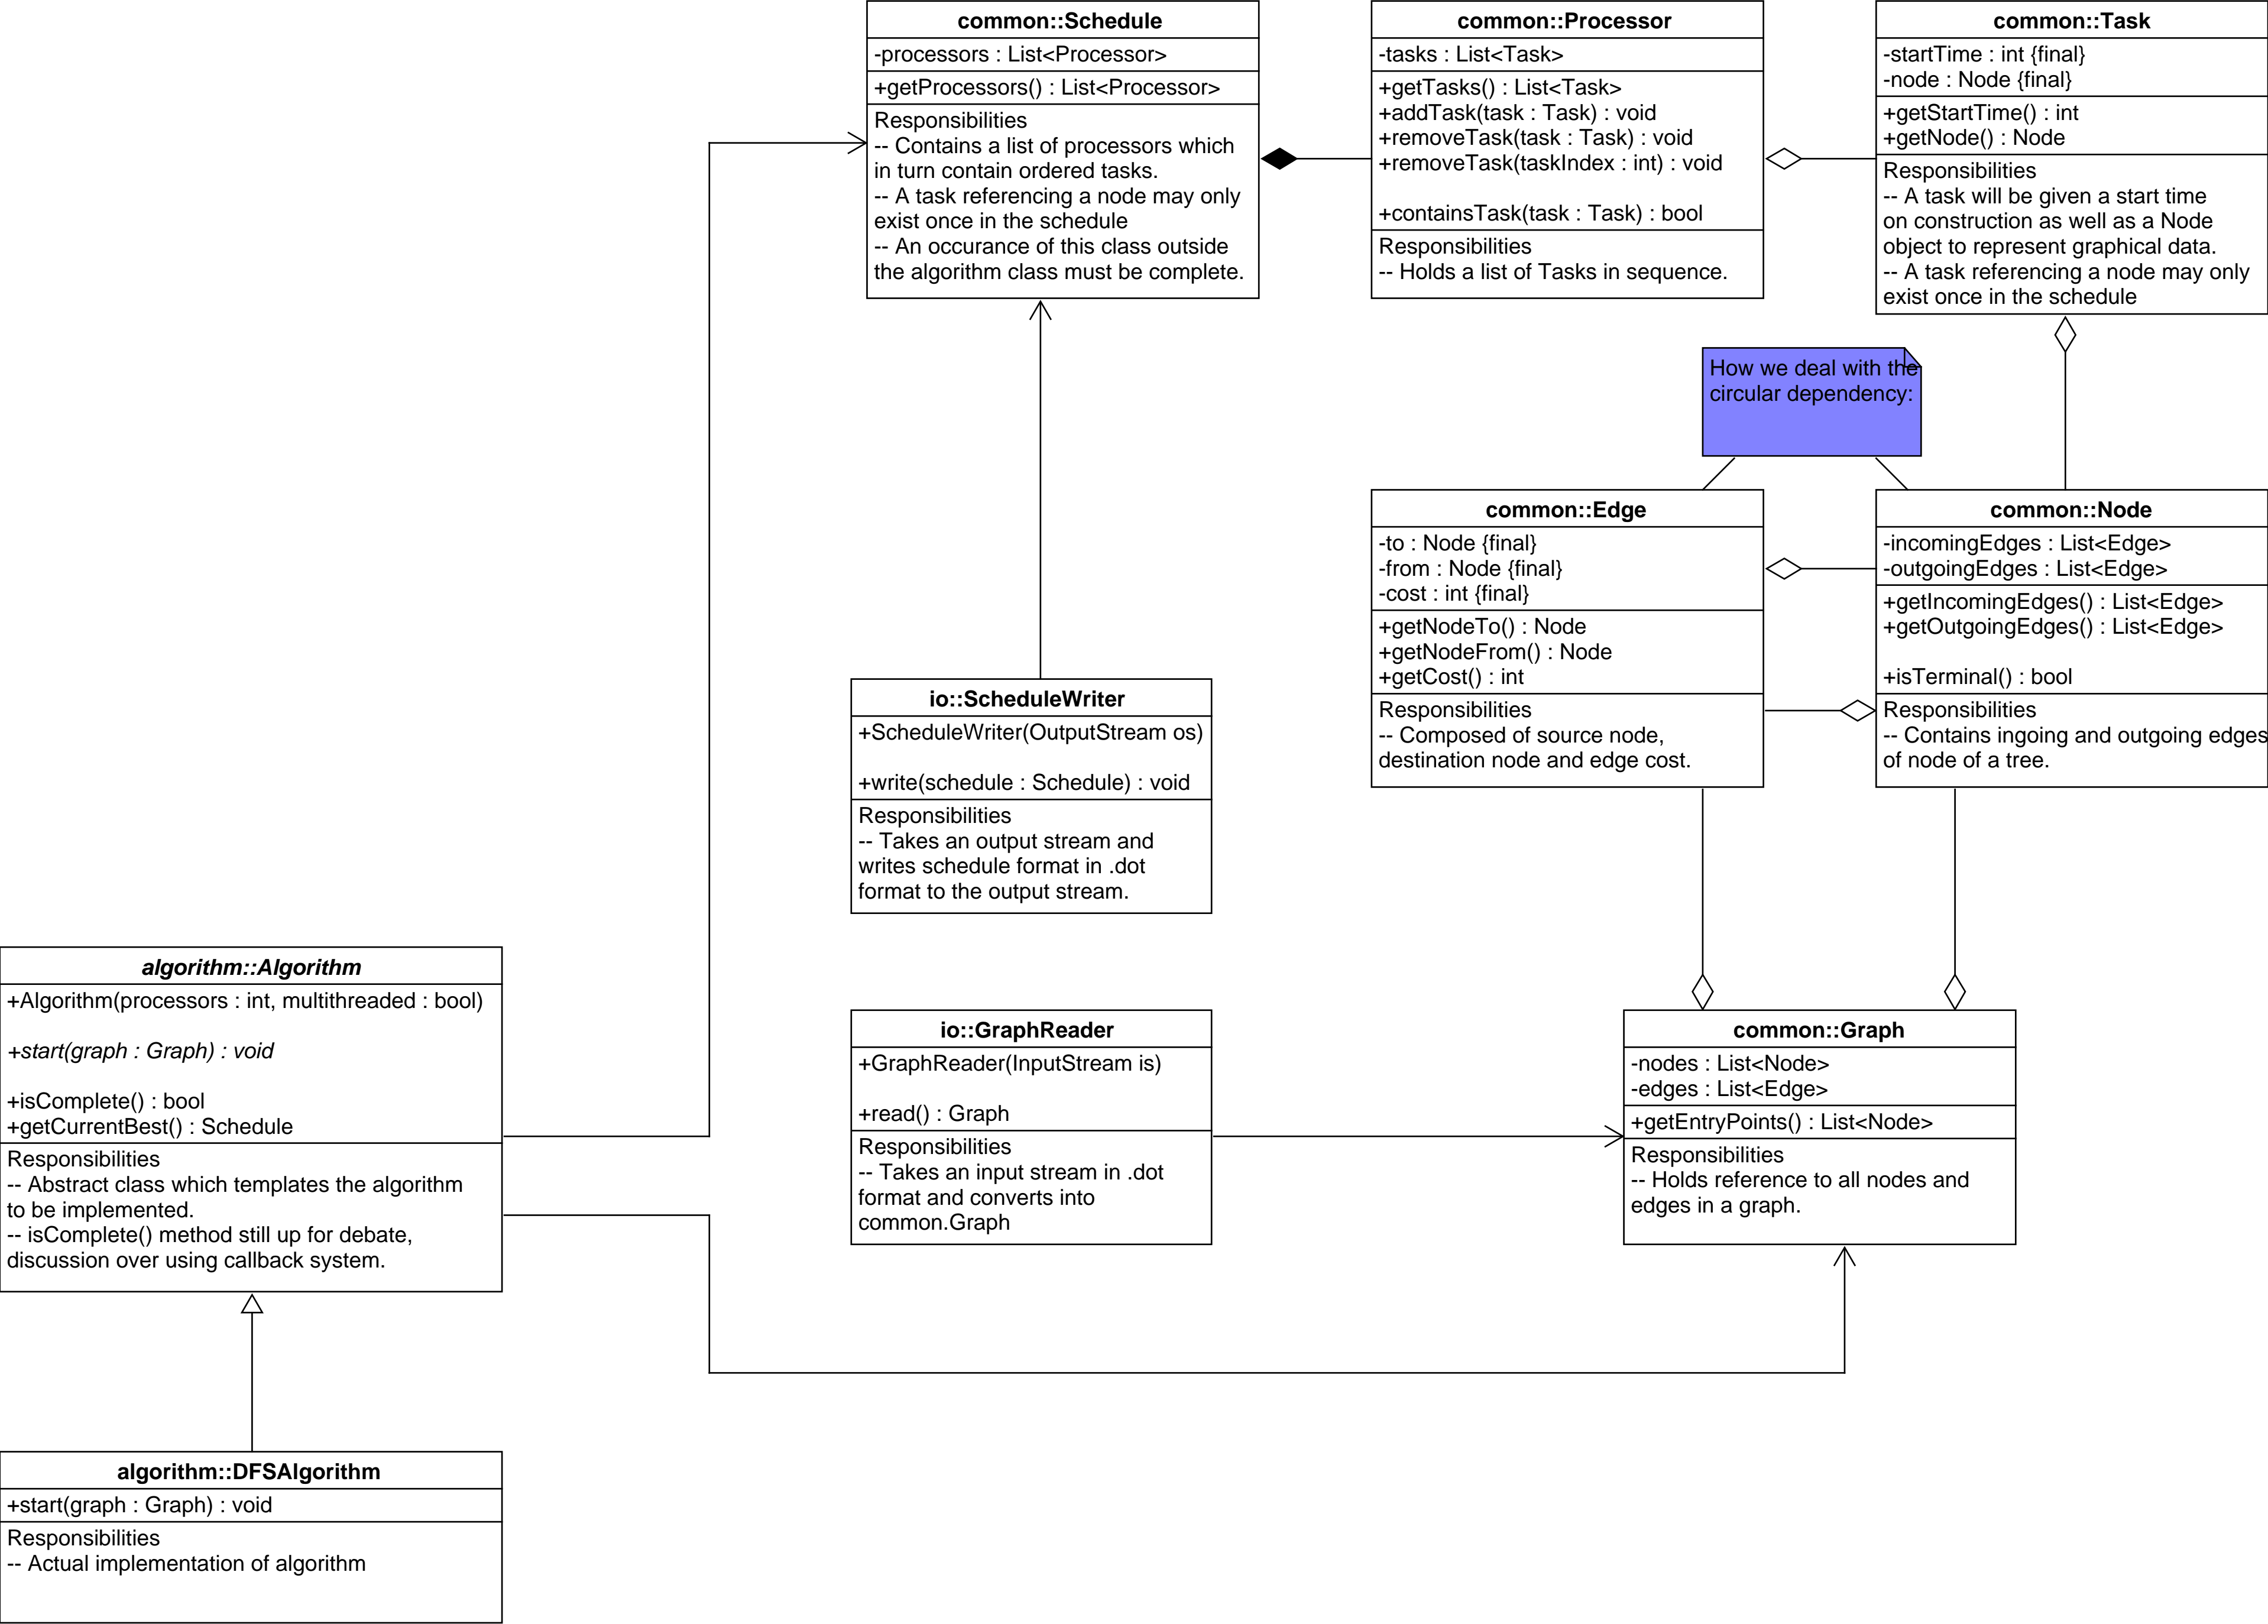 common::Schedule
-processors : List<Processor>
+getProcessors() : List<Processor>
Responsibilities
-- Contains a list of processors which
in turn contain ordered tasks.
-- A task referencing a node may only
exist once in the schedule
-- An occurance of this class outside
the algorithm class must be complete.
common::Processor
-tasks : List<Task>
+getTasks() : List<Task>
+addTask(task : Task) : void
+removeTask(task : Task) : void
+removeTask(taskIndex : int) : void
+containsTask(task : Task) : bool
Responsibilities
-- Holds a list of Tasks in sequence.
common::Task
-startTime : int {final}
-node : Node {final}
+getStartTime() : int
+getNode() : Node
Responsibilities
-- A task will be given a start time
on construction as well as a Node
object to represent graphical data.
-- A task referencing a node may only
exist once in the schedule
How we deal with the
circular dependency:
common::Edge
-to : Node {final}
-from : Node {final}
-cost : int {final}
+getNodeTo() : Node
+getNodeFrom() : Node
+getCost() : int
Responsibilities
-- Composed of source node,
destination node and edge cost.
common::Node
-incomingEdges : List<Edge>
-outgoingEdges : List<Edge>
+getIncomingEdges() : List<Edge>
+getOutgoingEdges() : List<Edge>
+isTerminal() : bool
Responsibilities
-- Contains ingoing and outgoing edges
of node of a tree.
io::ScheduleWriter
+ScheduleWriter(OutputStream os)
+write(schedule : Schedule) : void
Responsibilities
-- Takes an output stream and
writes schedule format in .dot
format to the output stream.
algorithm::Algorithm
+Algorithm(processors : int, multithreaded : bool)
+start(graph : Graph) : void
+isComplete() : bool
+getCurrentBest() : Schedule
Responsibilities
-- Abstract class which templates the algorithm
to be implemented.
-- isComplete() method still up for debate,
discussion over using callback system.
io::GraphReader
+GraphReader(InputStream is)
+read() : Graph
Responsibilities
-- Takes an input stream in .dot
format and converts into
common.Graph
common::Graph
-nodes : List<Node>
-edges : List<Edge>
+getEntryPoints() : List<Node>
Responsibilities
-- Holds reference to all nodes and
edges in a graph.
algorithm::DFSAlgorithm
+start(graph : Graph) : void
Responsibilities
-- Actual implementation of algorithm